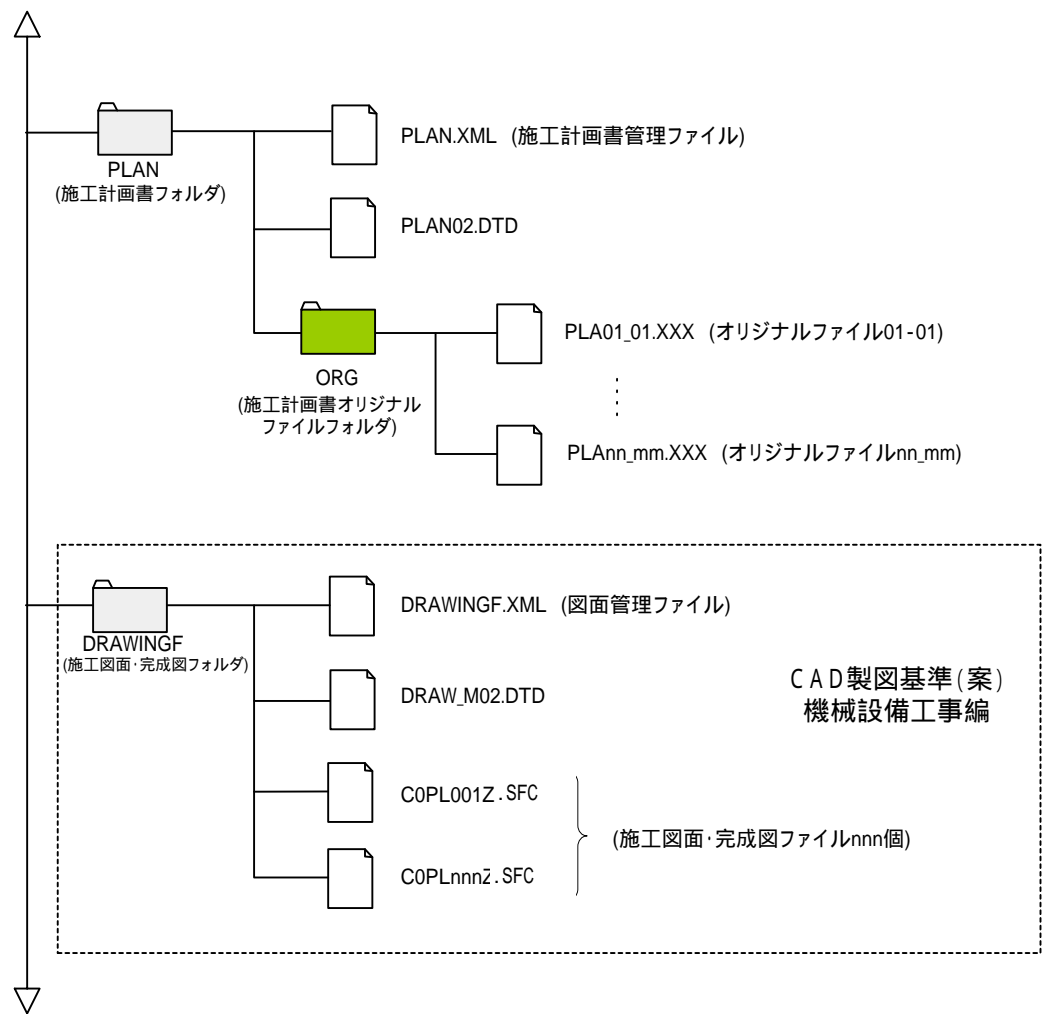 PLAN.XML (施工計画書管理ファイル)
PLAN
(施工計画書フォルダ)
PLAN02.DTD
PLA01_01.XXX (オリジナルファイル01-01)
ORG
(施工計画書オリジナル
ファイルフォルダ)
PLAnn_mm.XXX (オリジナルファイルnn_mm)
DRAWINGF.XML (図面管理ファイル)
DRAWINGF
(施工図面・完成図フォルダ)
DRAW_M02.DTD
CAD製図基準(案)
機械設備工事編
C0PL001Z.SFC
(施工図面・完成図ファイルnnn個)
C0PLnnnZ.SFC